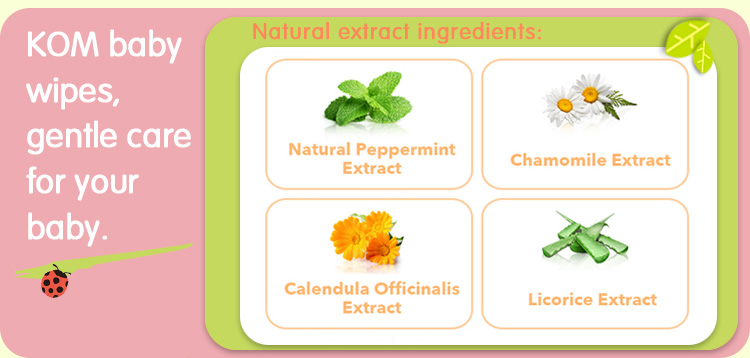 KOM baby
wipes,
gentle care
for your
baby.
Natural extract ingredients:
Natural Peppermint
Extract
Chamomile Extract
Calendula Officinalis
Extract
Licorice Extract